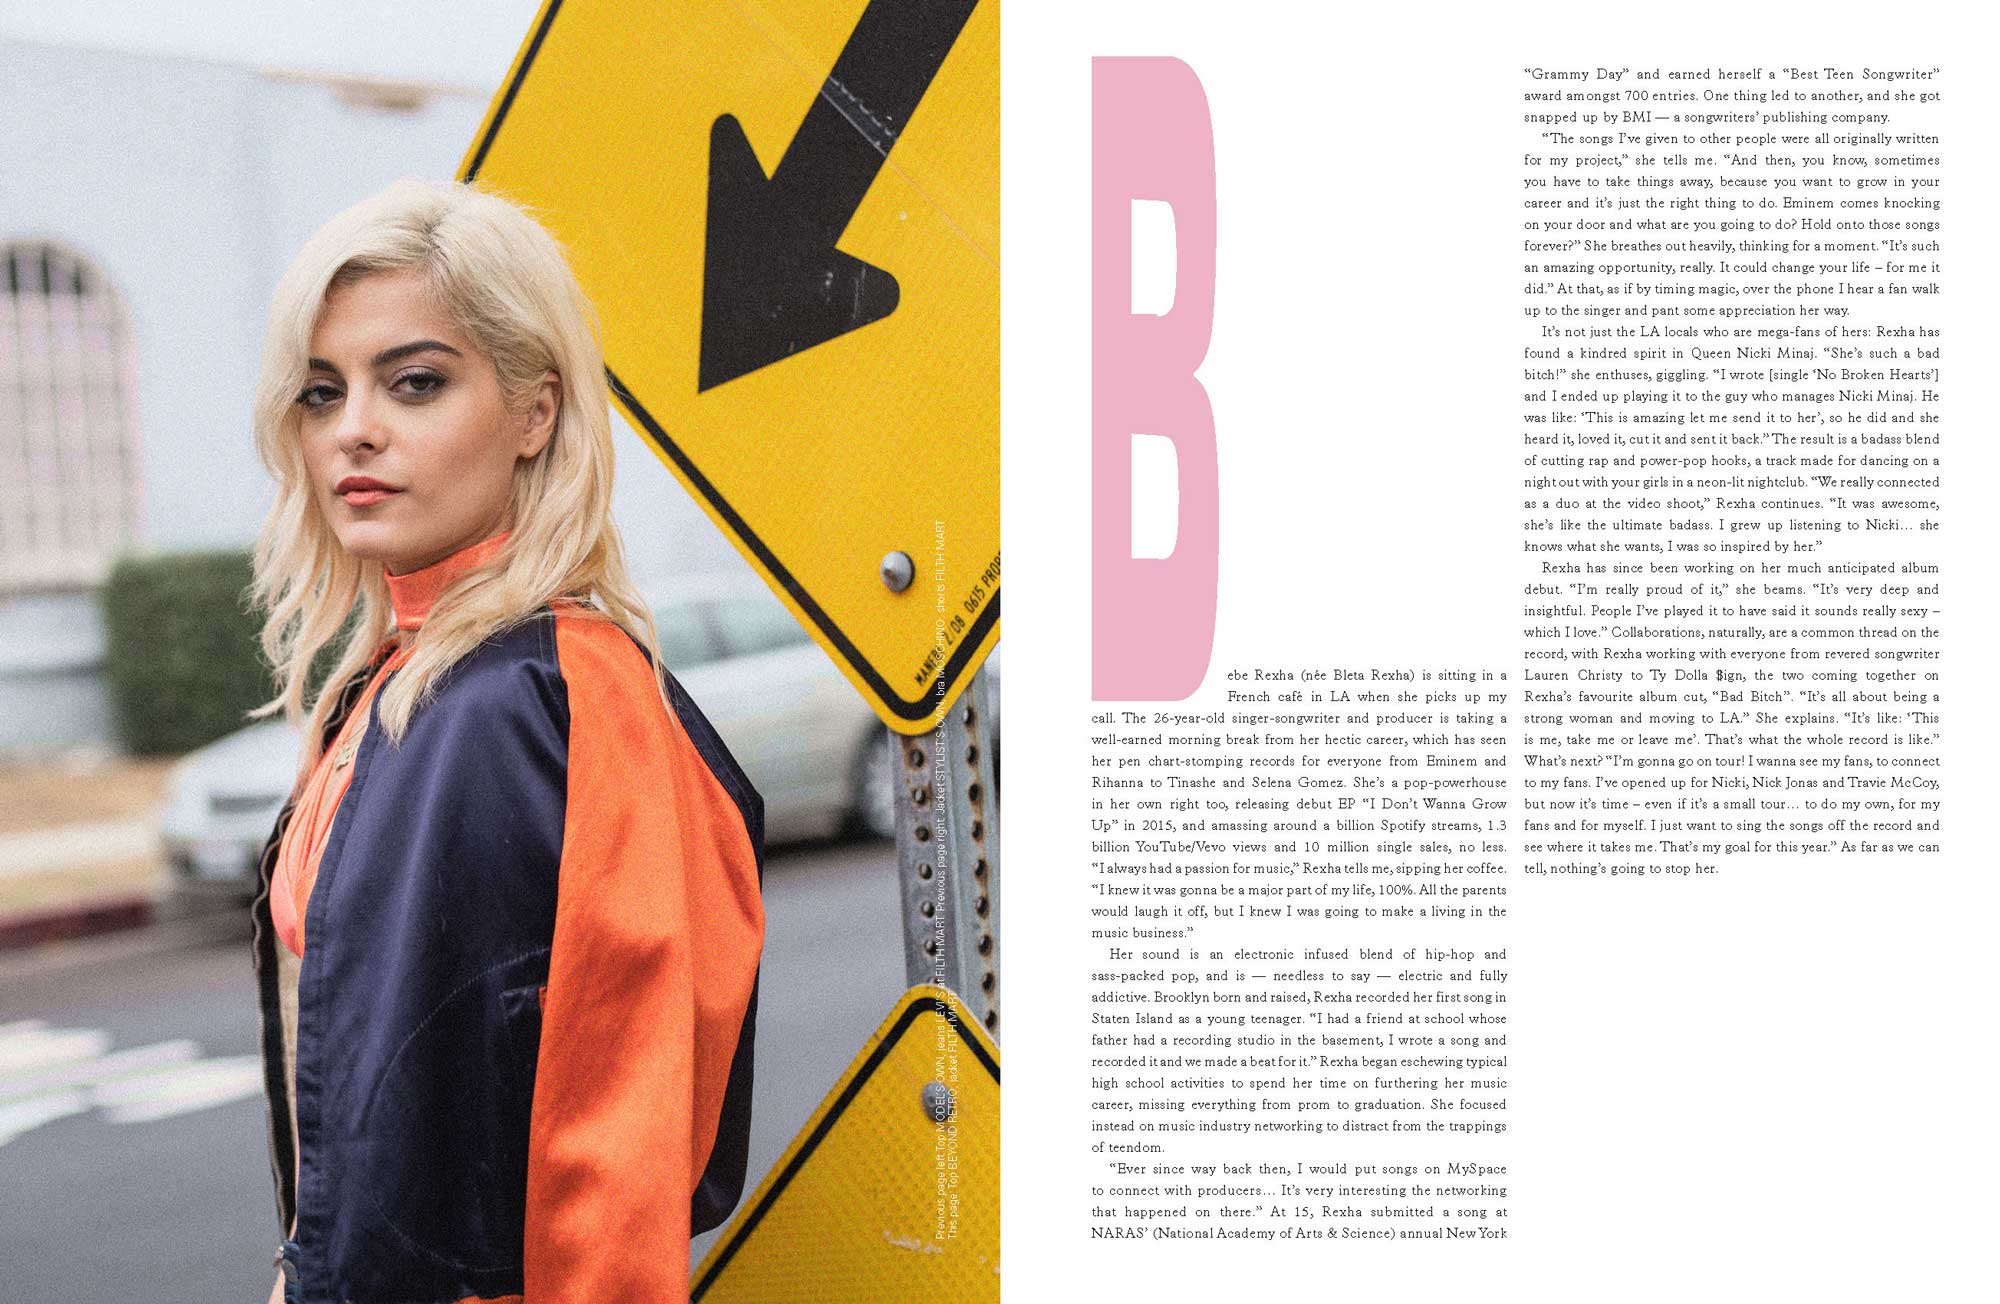 MANF 2/08 0615 PROP
Previous page left Top MODEL'S OWN, jeans LEVI'S at FILTH MART. Previous page right: Jacket STYLIST'S OWN, bra MOSCHINO, shorts FILTH MART
This page: Top BEYOND RETRO, jacket FILTH MART
B
ebe Rexha (née Bleta Rexha) is sitting in a
French café in LA when she picks up my
call. The 26-year-old singer-songwriter and producer is taking a
well-earned morning break from her hectic career, which has seen
her pen chart-stomping records for everyone from Eminem and
Rihanna to Tinashe and Selena Gomez. She's a pop-powerhouse
in her own right too, releasing debut EP “I Don't Wanna Grow
Up” in 2015, and amassing around a billion Spotify streams, 1.3
billion YouTube/Vevo views and 10 million single sales, no less.
“I always had a passion for music,” Rexha tells me, sipping her coffee.
“I knew it was gonna be a major part of my life, 100%. All the parents
would laugh it off, but I knew I was going to make a living in the
music business.”
Her sound is an electronic infused blend of hip-hop and
sass-packed pop, and is — needless to say — electric and fully
addictive. Brooklyn born and raised, Rexha recorded her first song in
Staten Island as a young teenager. “I had a friend at school whose
father had a recording studio in the basement, I wrote a song and
recorded it and we made a beat for it.” Rexha began eschewing typical
high school activities to spend her time on furthering her music
career, missing everything from prom to graduation. She focused
instead on music industry networking to distract from the trappings
of teendom.
“Ever since way back then, I would put songs on MySpace
to connect with producers… It's very interesting the networking
that happened on there.” At 15, Rexha submitted a song at
NARAS' (National Academy of Arts & Science) annual New York
“Grammy Day” and earned herself a “Best Teen Songwriter”
award amongst 700 entries. One thing led to another, and she got
snapped up by BMI — a songwriters' publishing company.
“The songs I've given to other people were all originally written
for my project,” she tells me. “And then, you know, sometimes
you have to take things away, because you want to grow in your
career and it's just the right thing to do. Eminem comes knocking
on your door and what are you going to do? Hold onto those songs
forever?” She breathes out heavily, thinking for a moment. “It's such
an amazing opportunity, really. It could change your life – for me it
did.” At that, as if by timing magic, over the phone I hear a fan walk
up to the singer and pant some appreciation her way.
It's not just the LA locals who are mega-fans of hers: Rexha has
found a kindred spirit in Queen Nicki Minaj. “She's such a bad
bitch!” she enthuses, giggling. “I wrote [single ‘No Broken Hearts’]
and I ended up playing it to the guy who manages Nicki Minaj. He
was like: ‘This is amazing let me send it to her’, so he did and she
heard it, loved it, cut it and sent it back.” The result is a badass blend
of cutting rap and power-pop hooks, a track made for dancing on a
night out with your girls in a neon-lit nightclub. “We really connected
as a duo at the video shoot,” Rexha continues. “It was awesome,
she's like the ultimate badass. I grew up listening to Nicki… she
knows what she wants, I was so inspired by her.”
Rexha has since been working on her much anticipated album
debut. “I'm really proud of it,” she beams. “It's very deep and
insightful. People I've played it to have said it sounds really sexy –
which I love.” Collaborations, naturally, are a common thread on the
record, with Rexha working with everyone from revered songwriter
Lauren Christy to Ty Dolla $ign, the two coming together on
Rexha's favourite album cut, “Bad Bitch”. “It's all about being a
strong woman and moving to LA.” She explains. “It's like: ‘This
is me, take me or leave me’. That's what the whole record is like.”
What's next? “I'm gonna go on tour! I wanna see my fans, to connect
to my fans. I've opened up for Nicki, Nick Jonas and Travie McCoy,
but now it's time – even if it's a small tour… to do my own, for my
fans and for myself. I just want to sing the songs off the record and
see where it takes me. That's my goal for this year.” As far as we can
tell, nothing's going to stop her.